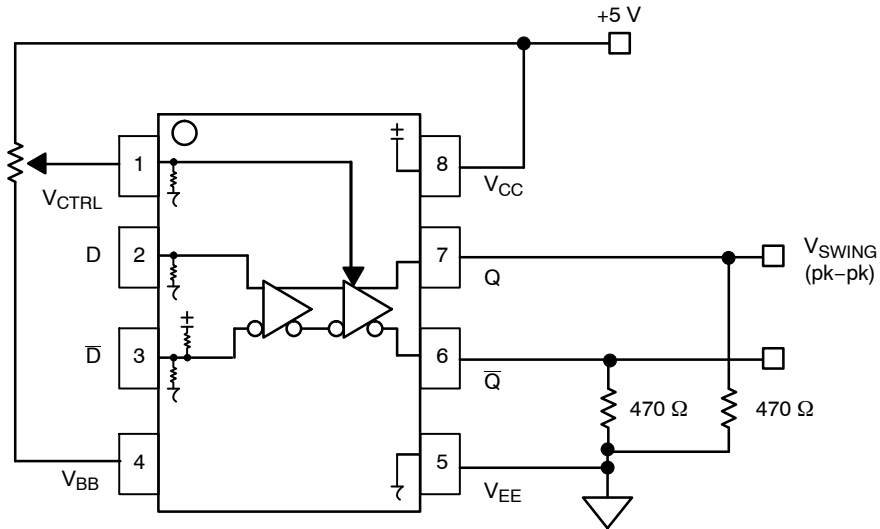 +5 V
1
8
V_CTRL
V_CC
D
2
7
Q
V_SWING
(pk−pk)
D̅
3
6
Q̅
470 Ω
470 Ω
4
5
V_BB
V_EE